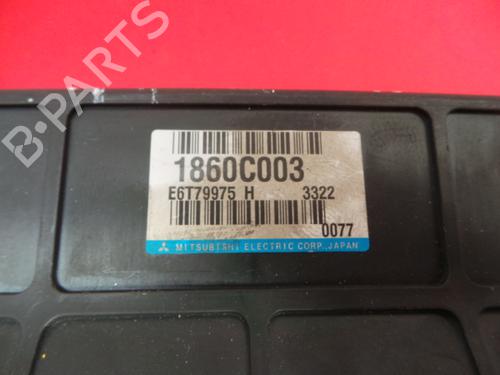 B-PARTS
1860C003
E6T79975 H 3322
0077
MITSUBISHI ELECTRIC CORP., JAPAN